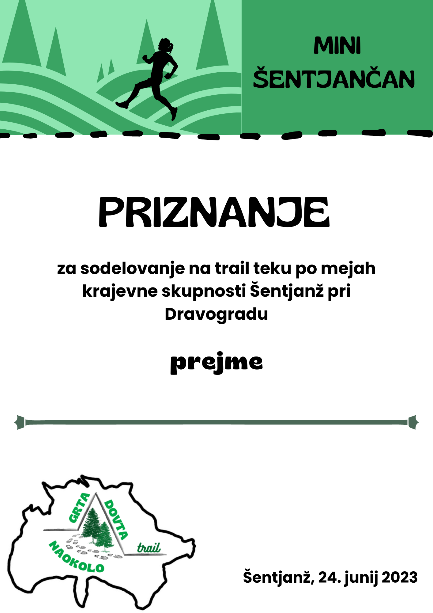 MINI
ŠENTJANČAN
PRIZNANJE
za sodelovanje na trail teku po mejah
krajevne skupnosti Šentjanž pri
Dravogradu
prejme
GRTA
DOVTA
NAOKOLO
trail
Šentjanž, 24. junij 2023